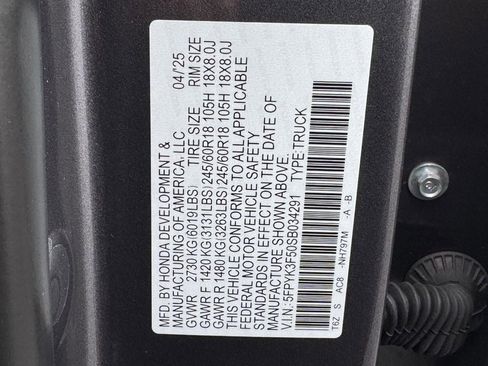 MFD. BY HONDA DEVELOPMENT & 04/25
MANUFACTURING OF AMERICA, LLC
GVWR 2730 KG(6019LBS) TIRE SIZE RIM SIZE
GAWR F 1420 KG(3131LBS) 245/60R18 105H 18X8.0J
GAWR R 1480 KG(3263LBS) 245/60R18 105H 18X8.0J
THIS VEHICLE CONFORMS TO ALL APPLICABLE
FEDERAL MOTOR VEHICLE SAFETY
STANDARDS IN EFFECT ON THE DATE OF
MANUFACTURE SHOWN ABOVE.
V.I.N.: 5FPYK3F50SB034291 TYPE: TRUCK
T6Z S AC8 -NH797M -A -B